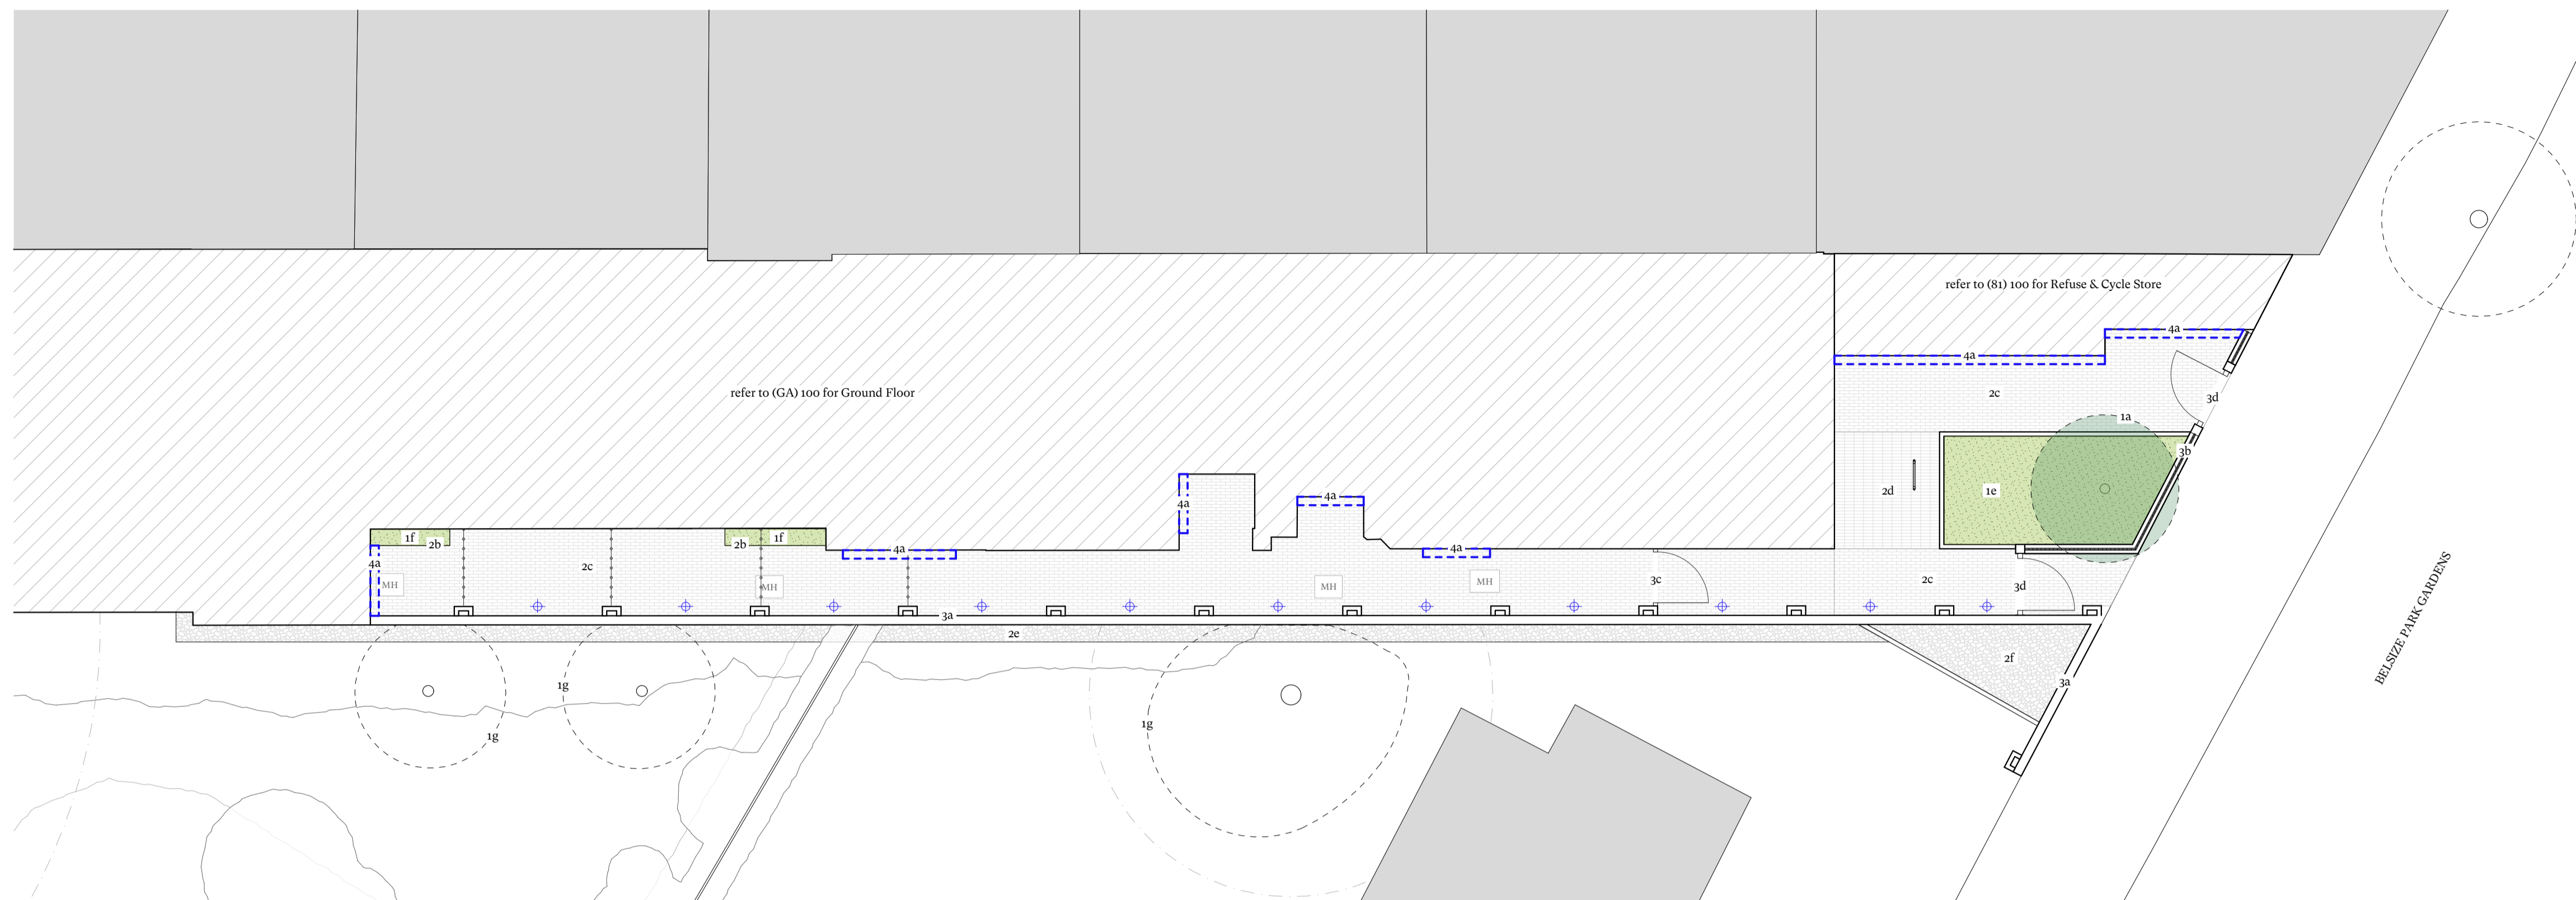 refer to (81) 100 for Refuse & Cycle Store
4a
4a
refer to (GA) 100 for Ground Floor
2c
3d
1a
3b
4a
4a
2d
1e
1f
2b
2b
1f
4a
4a
4a
2c
MH
MH
MH
MH
3c
2c
3d
3a
2e
2f
3a
1g
1g
1g
BELSIZE PARK GARDENS